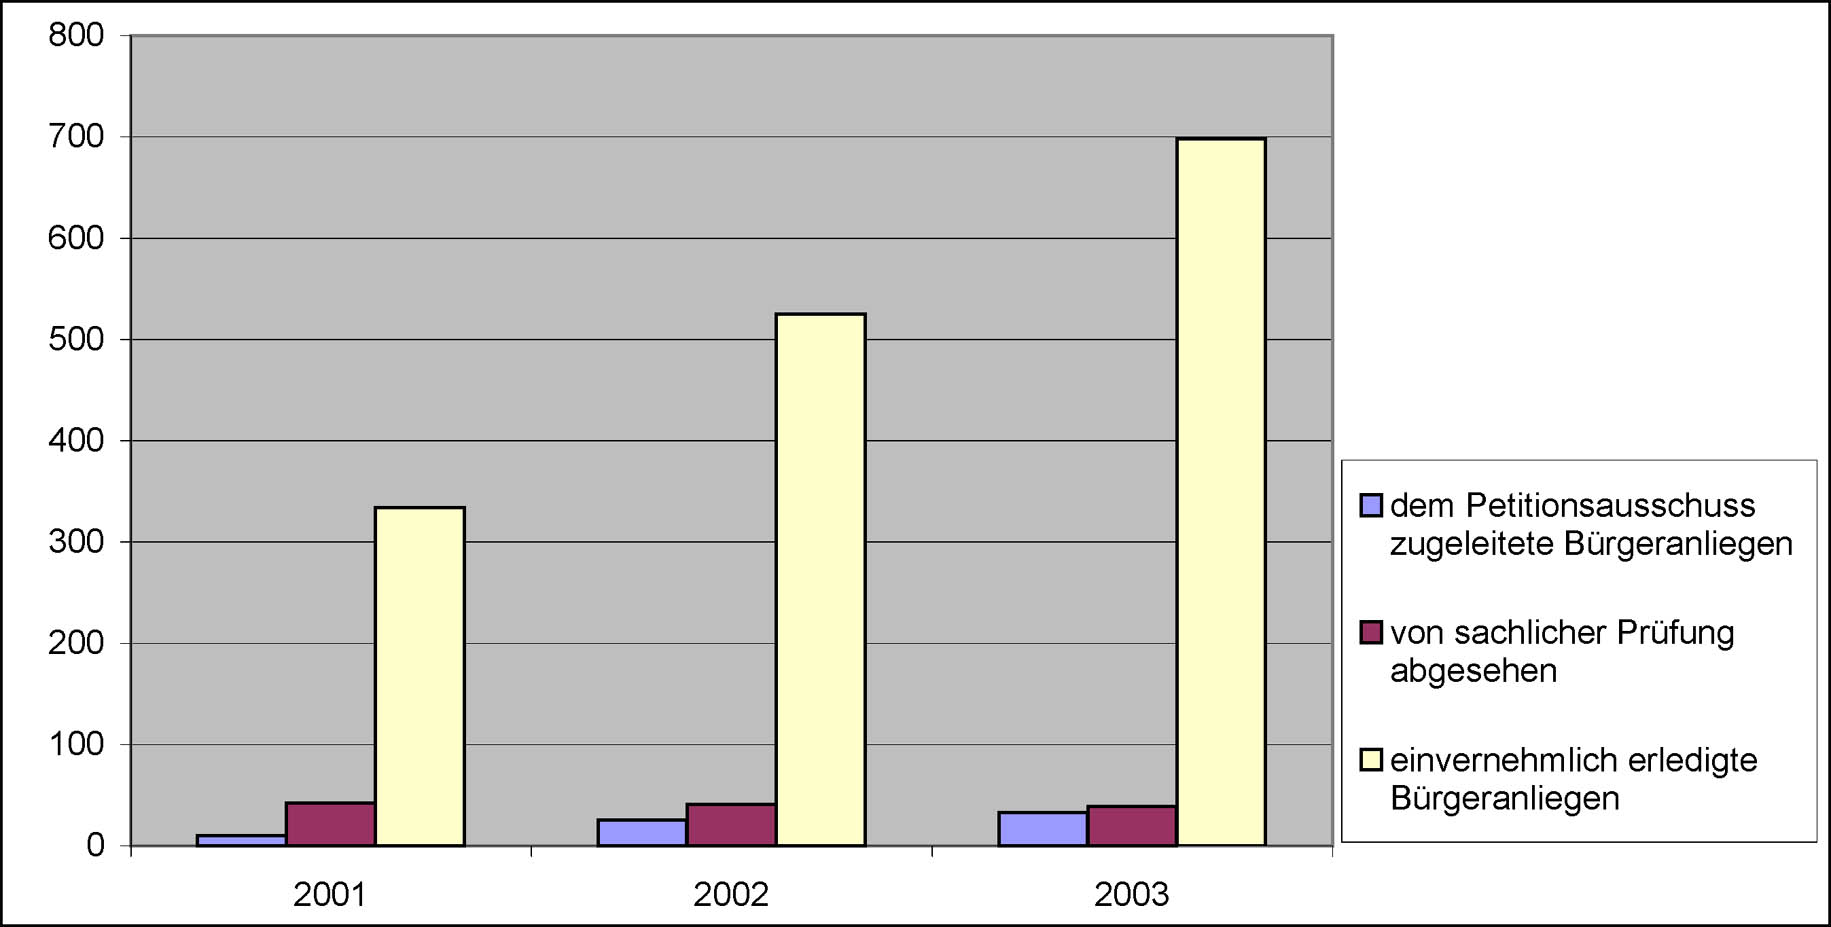 800
700
600
500
400
300
200
100
0
2001 2002 2003
dem Petitionsausschuss
zugeleitete Bürgeranliegen
von sachlicher Prüfung
abgesehen
einvernehmlich erledigte
Bürgeranliegen